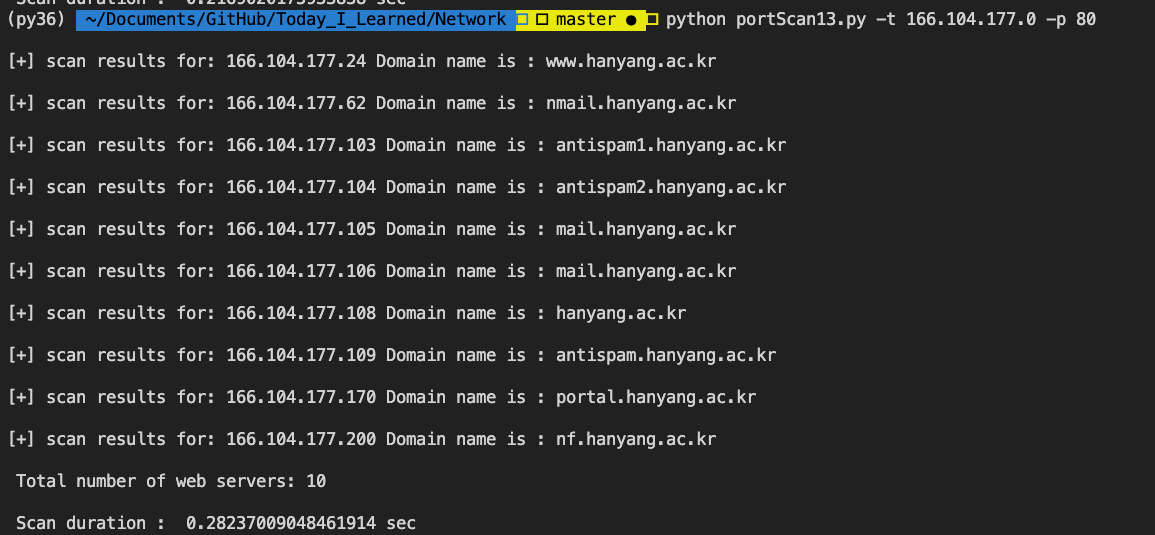 (py36) ~/Documents/GitHub/Today_I_Learned/Network master ● python portScan13.py -t 166.104.177.0 -p 80
[+] scan results for: 166.104.177.24 Domain name is : www.hanyang.ac.kr
[+] scan results for: 166.104.177.62 Domain name is : nmail.hanyang.ac.kr
[+] scan results for: 166.104.177.103 Domain name is : antispam1.hanyang.ac.kr
[+] scan results for: 166.104.177.104 Domain name is : antispam2.hanyang.ac.kr
[+] scan results for: 166.104.177.105 Domain name is : mail.hanyang.ac.kr
[+] scan results for: 166.104.177.106 Domain name is : mail.hanyang.ac.kr
[+] scan results for: 166.104.177.108 Domain name is : hanyang.ac.kr
[+] scan results for: 166.104.177.109 Domain name is : antispam.hanyang.ac.kr
[+] scan results for: 166.104.177.170 Domain name is : portal.hanyang.ac.kr
[+] scan results for: 166.104.177.200 Domain name is : nf.hanyang.ac.kr
Total number of web servers: 10
Scan duration :  0.28237009048461914 sec